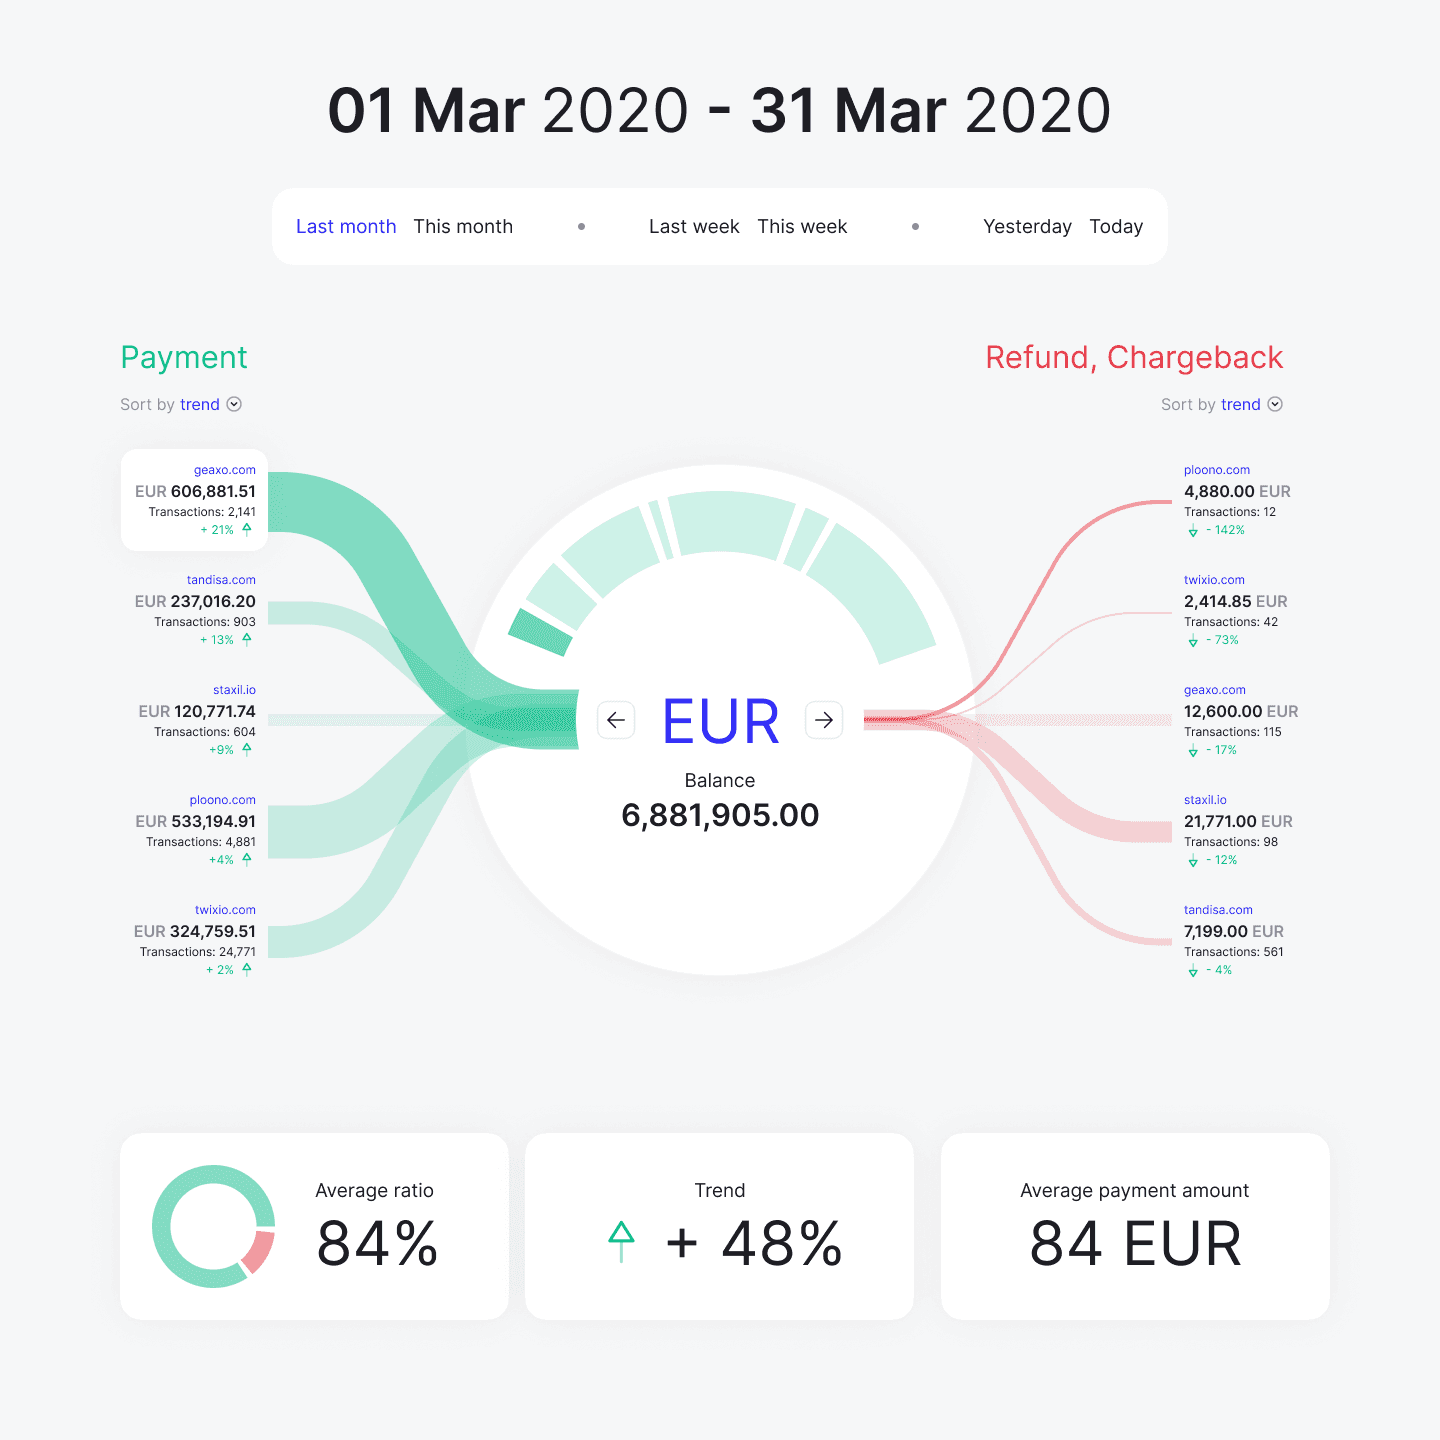 01 Mar 2020 - 31 Mar 2020
Last month This month • Last week This week • Yesterday Today
Payment
Sort by trend
geaxo.com
EUR 606,881.51
Transactions: 2,141
+ 21%
tandisa.com
EUR 237,016.20
Transactions: 903
+ 13%
staxil.io
EUR 120,771.74
Transactions: 604
+9%
ploono.com
EUR 533,194.91
Transactions: 4,881
+4%
twixio.com
EUR 324,759.51
Transactions: 24,771
+ 2%
EUR
Balance
6,881,905.00
Refund, Chargeback
Sort by trend
ploono.com
4,880.00 EUR
Transactions: 12
- 142%
twixio.com
2,414.85 EUR
Transactions: 42
- 73%
geaxo.com
12,600.00 EUR
Transactions: 115
- 17%
staxil.io
21,771.00 EUR
Transactions: 98
- 12%
tandisa.com
7,199.00 EUR
Transactions: 561
- 4%
Average ratio
84%
Trend
+ 48%
Average payment amount
84 EUR